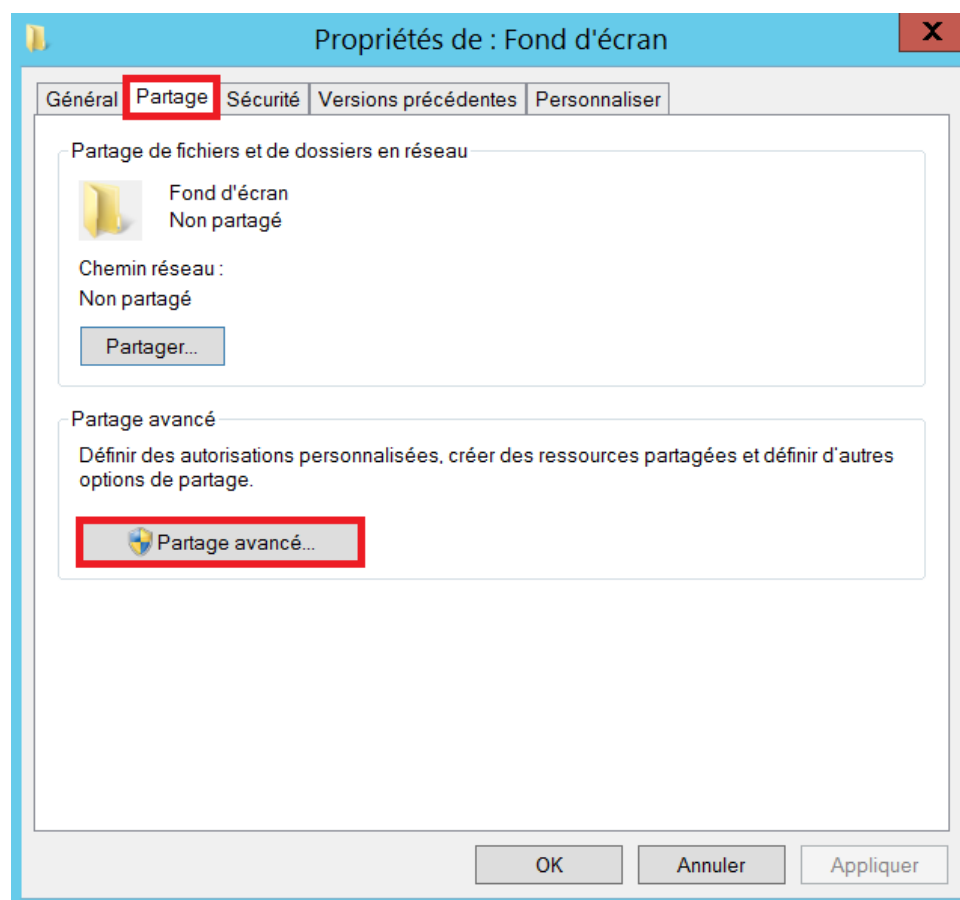 Propriétés de : Fond d'écran
X
Général Partage Sécurité Versions précédentes Personnaliser
Partage de fichiers et de dossiers en réseau
Fond d'écran
Non partagé
Chemin réseau :
Non partagé
Partager...
Partage avancé
Définir des autorisations personnalisées, créer des ressources partagées et définir d'autres
options de partage.
Partage avancé...
OK Annuler Appliquer